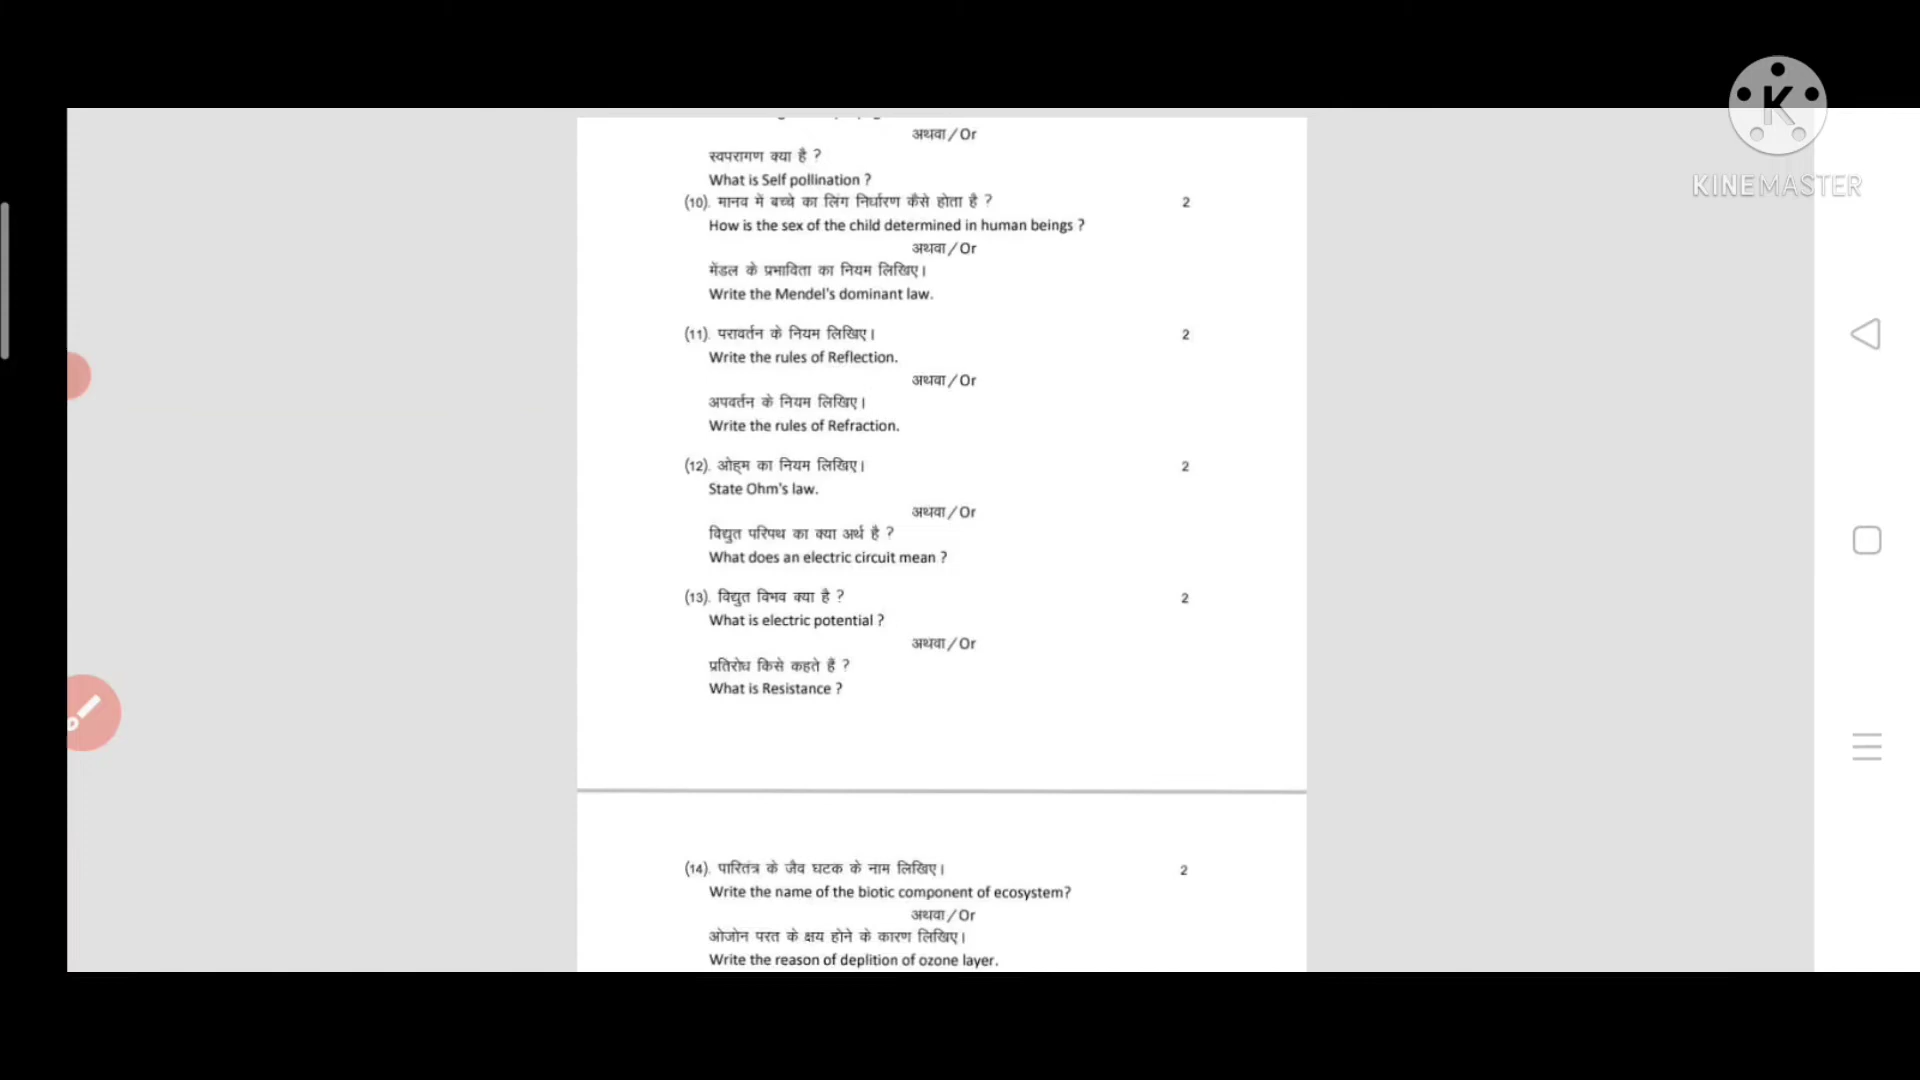 अथवा/Or
स्वपरागण क्या है ?
What is Self pollination ?
(10). मानव में बच्चे का लिंग निर्धारण कैसे होता है ? 2
How is the sex of the child determined in human beings ?
अथवा/Or
मेंडल के प्रभाविता का नियम लिखिए।
Write the Mendel's dominant law.
(11). परावर्तन के नियम लिखिए। 2
Write the rules of Reflection.
अथवा/Or
अपवर्तन के नियम लिखिए।
Write the rules of Refraction.
(12). ओह्म का नियम लिखिए। 2
State Ohm's law.
अथवा/Or
विद्युत परिपथ का क्या अर्थ है ?
What does an electric circuit mean ?
(13). विद्युत विभव क्या है ? 2
What is electric potential ?
अथवा/Or
प्रतिरोध किसे कहते हैं ?
What is Resistance ?
(14). पारितंत्र के जैव घटक के नाम लिखिए। 2
Write the name of the biotic component of ecosystem?
अथवा/Or
ओजोन परत के क्षय होने के कारण लिखिए।
Write the reason of deplition of ozone layer.
K
KINEMASTER